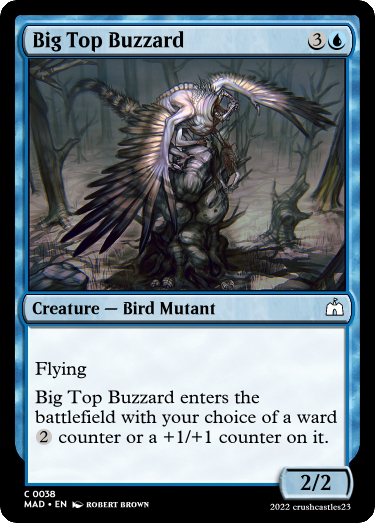 Big Top Buzzard 3
Creature — Bird Mutant
Flying
Big Top Buzzard enters the
battlefield with your choice of a ward
2 counter or a +1/+1 counter on it.
2/2
C 0038
MAD • EN ROBERT BROWN
2022 crushcastles23